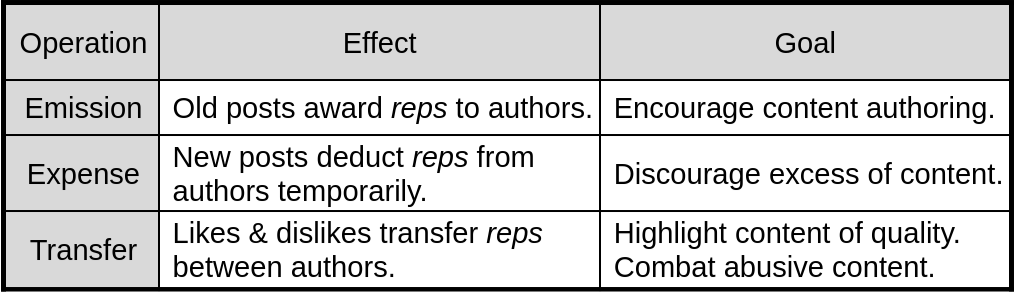 Operation Effect Goal
Emission Old posts award reps to authors. Encourage content authoring.
Expense New posts deduct reps from
authors temporarily. Discourage excess of content.
Transfer Likes & dislikes transfer reps
between authors. Highlight content of quality.
Combat abusive content.